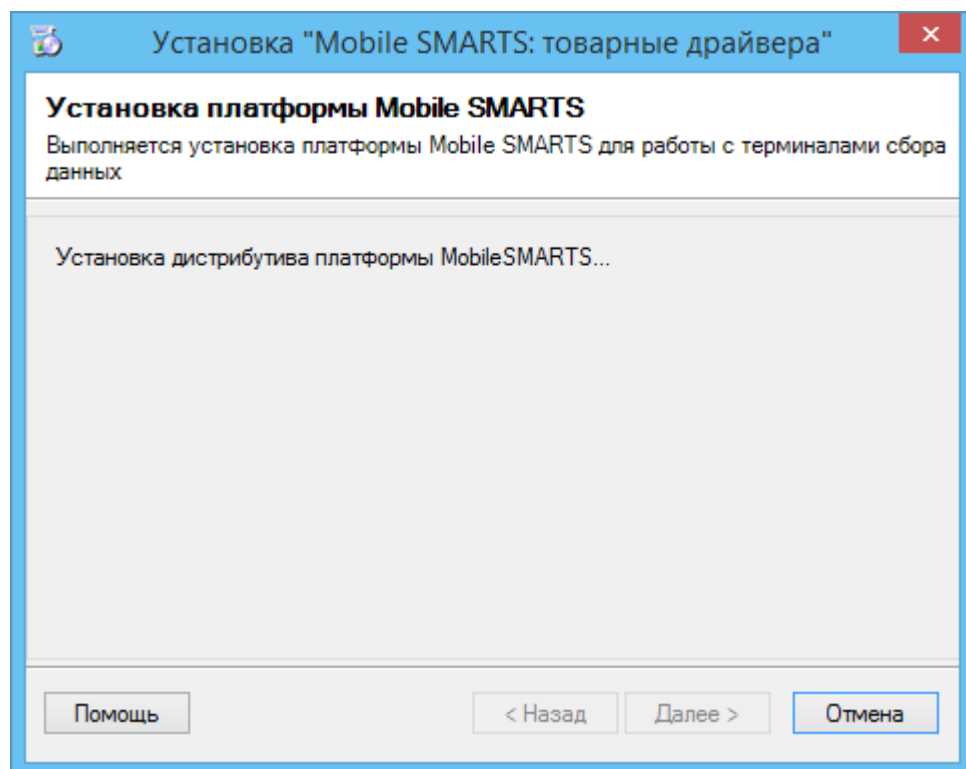 Установка "Mobile SMARTS: товарные драйвера"
Установка платформы Mobile SMARTS
Выполняется установка платформы Mobile SMARTS для работы с терминалами сбора
данных
Установка дистрибутива платформы MobileSMARTS...
Помощь
< Назад
Далее >
Отмена